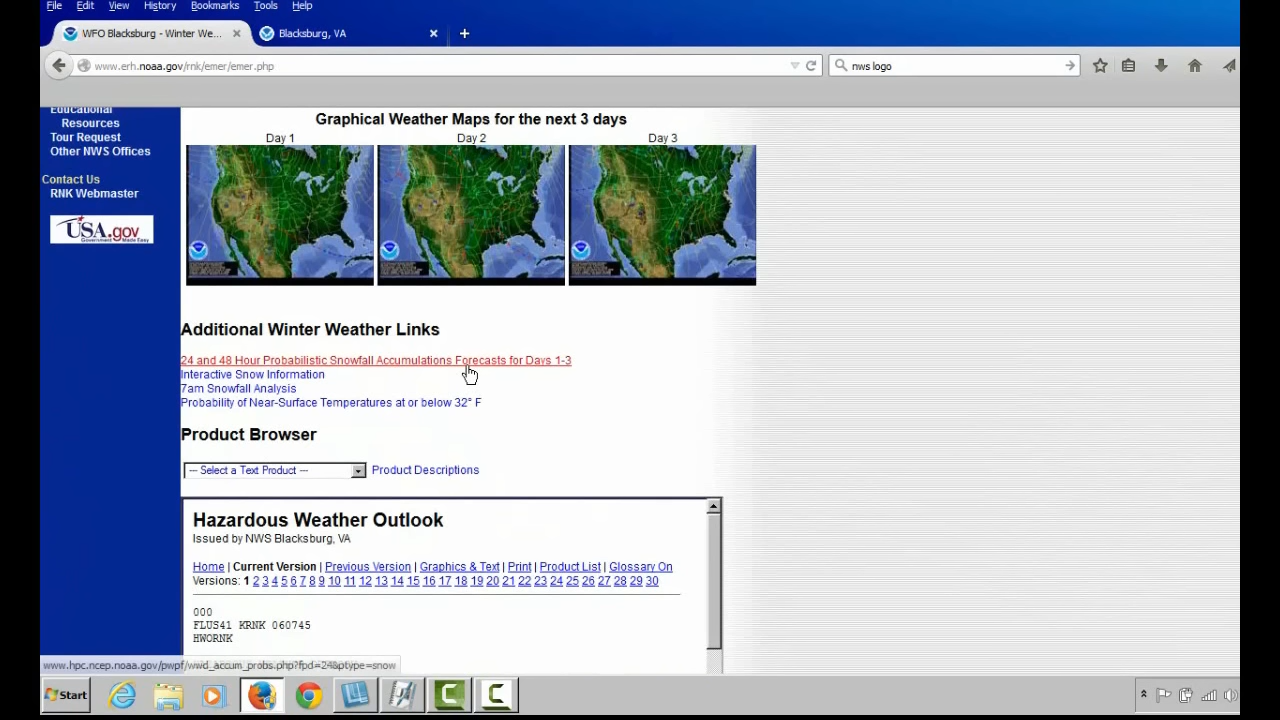 File Edit View History Bookmarks Tools Help
WFO Blacksburg - Winter We... × Blacksburg, VA × +
www.erh.noaa.gov/rnk/emer/emer.php nws logo
Educational
Resources
Tour Request
Other NWS Offices
Contact Us
RNK Webmaster
USA.gov
Government Made Easy
Graphical Weather Maps for the next 3 days
Day 1 Day 2 Day 3
Additional Winter Weather Links
24 and 48 Hour Probabilistic Snowfall Accumulations Forecasts for Days 1-3
Interactive Snow Information
7am Snowfall Analysis
Probability of Near-Surface Temperatures at or below 32° F
Product Browser
--- Select a Text Product --- Product Descriptions
Hazardous Weather Outlook
Issued by NWS Blacksburg, VA
Home | Current Version | Previous Version | Graphics & Text | Print | Product List | Glossary On
Versions: 1 2 3 4 5 6 7 8 9 10 11 12 13 14 15 16 17 18 19 20 21 22 23 24 25 26 27 28 29 30
000
FLUS41 KRNK 060745
HWORNK
www.hpc.ncep.noaa.gov/pwpf/wwd_accum_probs.php?fpd=24&ptype=snow
Start